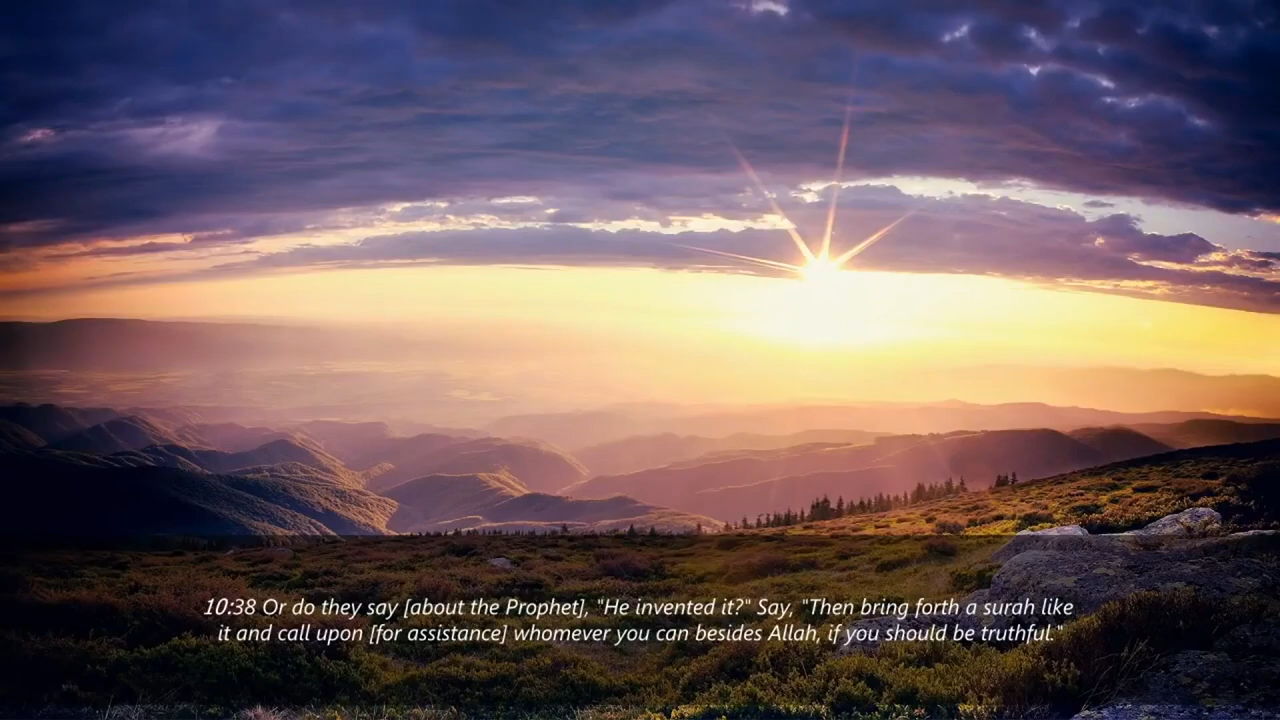 10:38 Or do they say [about the Prophet], "He invented it?" Say, "Then bring forth a surah like
it and call upon [for assistance] whomever you can besides Allah, if you should be truthful."